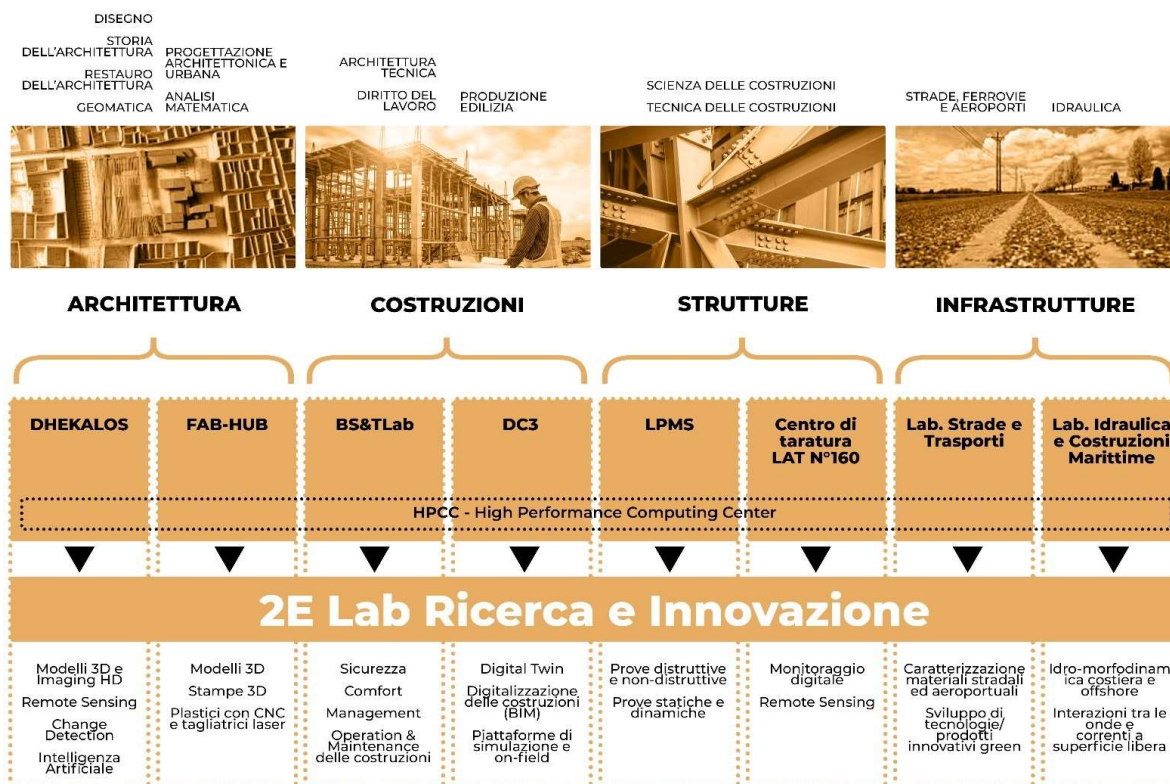 DISEGNO
STORIA
DELL'ARCHITETTURA
RESTAURO
DELL'ARCHITETTURA
GEOMATICA
PROGETTAZIONE
ARCHITETTONICA E
URBANA
ANALISI
MATEMATICA
ARCHITETTURA
TECNICA
DIRITTO DEL
LAVORO
PRODUZIONE
EDILIZIA
SCIENZA DELLE COSTRUZIONI
TECNICA DELLE COSTRUZIONI
STRADE, FERROVIE
E AEROPORTI
IDRAULICA
ARCHITETTURA
COSTRUZIONI
STRUTTURE
INFRASTRUTTURE
DHEKALOS
FAB-HUB
BS&TLab
DC3
LPMS
Centro di
taratura
LAT N°160
Lab. Strade e
Trasporti
Lab. Idraulica
e Costruzioni
Marittime
HPCC - High Performance Computing Center
2E Lab Ricerca e Innovazione
Modelli 3D e
Imaging HD
Remote Sensing
Change
Detection
Intelligenza
Artificiale
Modelli 3D
Stampe 3D
Plastici con CNC
e tagliatrici laser
Sicurezza
Comfort
Management
Operation &
Maintenance
delle costruzioni
Digital Twin
Digitalizzazione
delle costruzioni
(BIM)
Piattaforme di
simulazione e
on-field
Prove distruttive
e non-distruttive
Prove statiche e
dinamiche
Monitoraggio
digitale
Remote Sensing
Caratterizzazione
materiali stradali
ed aeroportuali
Sviluppo di
tecnologie/
prodotti
innovativi green
Idro-morfodinam
ica costiera e
offshore
Interazioni tra le
onde e
correnti a
superficie libera